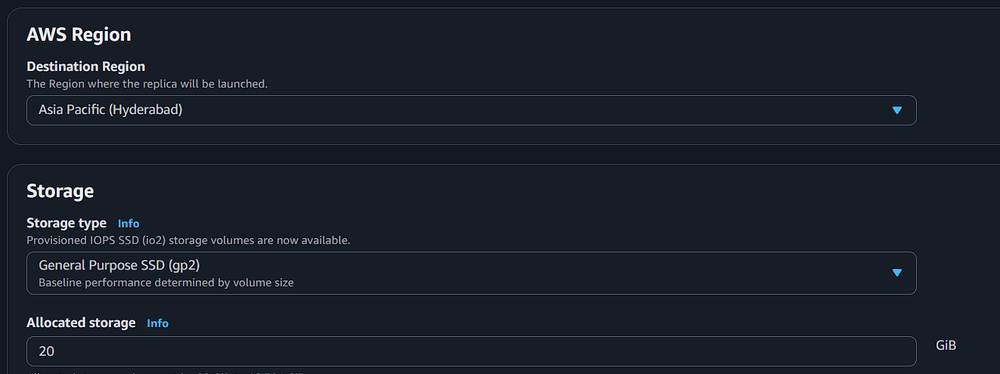 AWS Region
Destination Region
The Region where the replica will be launched.
Asia Pacific (Hyderabad)
Storage
Storage type Info
Provisioned IOPS SSD (io2) storage volumes are now available.
General Purpose SSD (gp2)
Baseline performance determined by volume size
Allocated storage Info
20
GiB